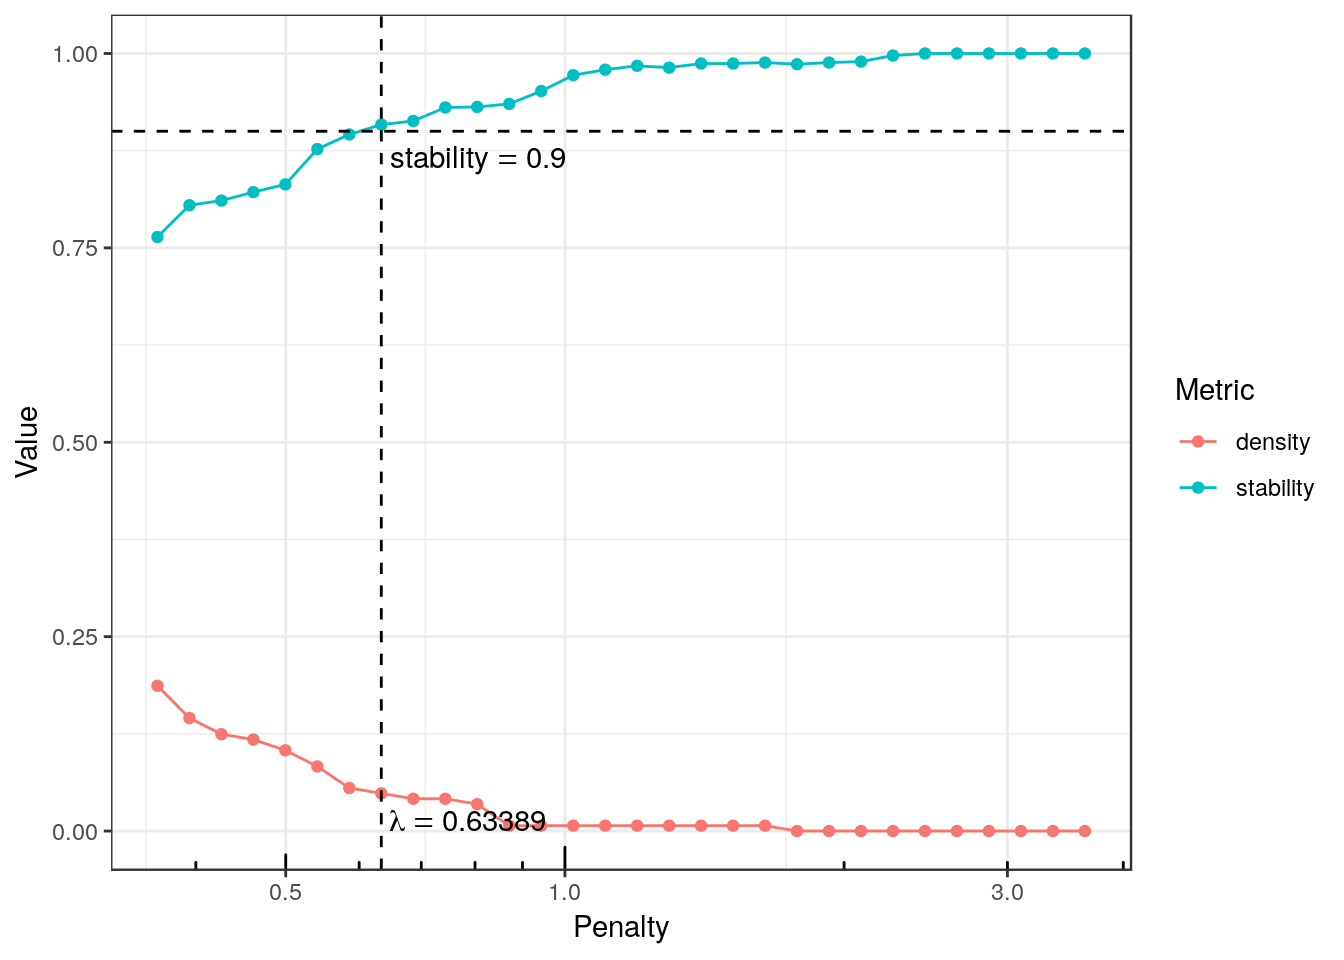 1.00
0.75
0.50
0.25
0.00
Value
stability = 0.9
λ = 0.63389
0.5
1.0
3.0
Penalty
Metric
density
stability